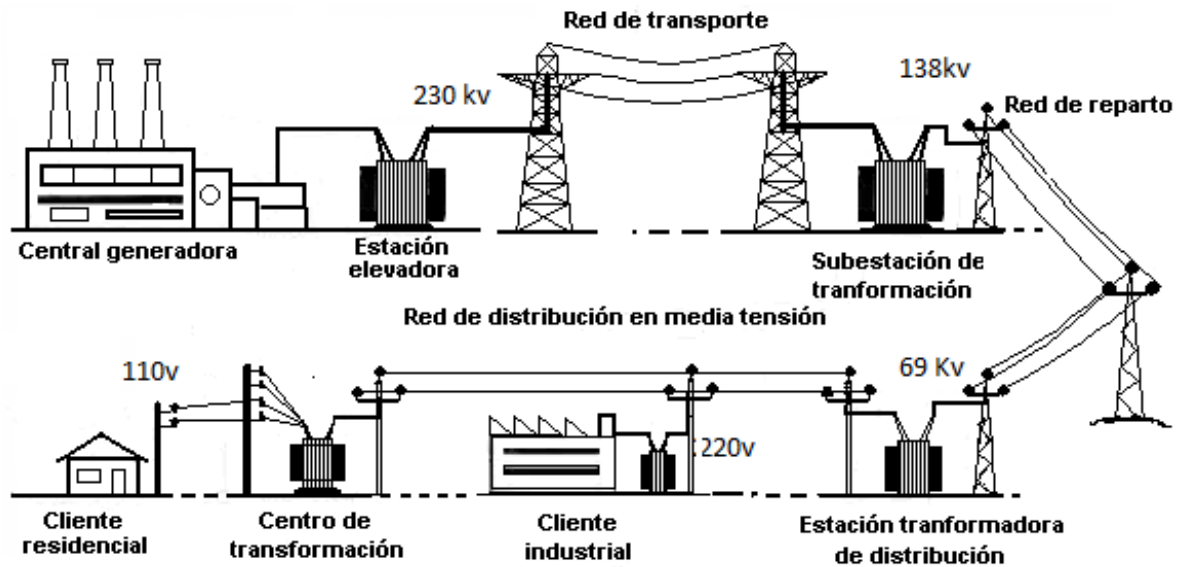 Red de transporte
230 kv
138kv
Red de reparto
Central generadora
Estación
elevadora
Subestación de
tranformación
Red de distribución en media tensión
110v
69 Kv
220v
Cliente
residencial
Centro de
transformación
Cliente
industrial
Estación tranformadora
de distribución